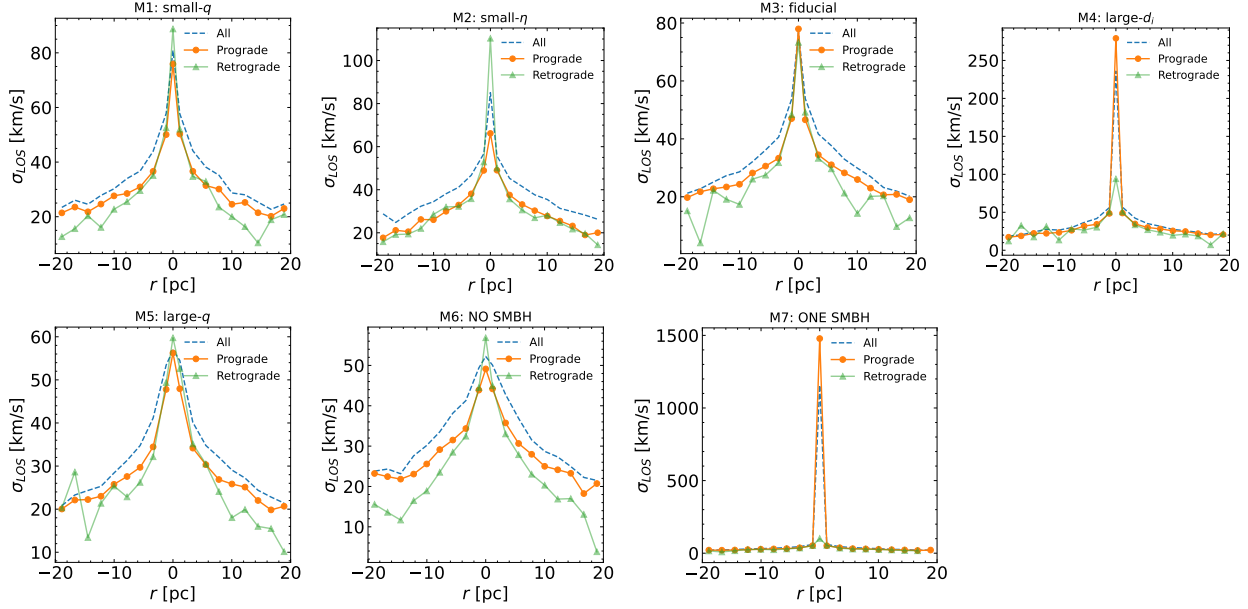 M1: small-q
All
Prograde
Retrograde
80
60
40
20
σLOS [km/s]
−20 −10 0 10 20
r [pc]
M2: small-η
All
Prograde
Retrograde
100
80
60
40
20
σLOS [km/s]
−20 −10 0 10 20
r [pc]
M3: fiducial
All
Prograde
Retrograde
80
60
40
20
σLOS [km/s]
−20 −10 0 10 20
r [pc]
M4: large-di
All
Prograde
Retrograde
250
200
150
100
50
0
σLOS [km/s]
−20 −10 0 10 20
r [pc]
M5: large-q
All
Prograde
Retrograde
60
50
40
30
20
10
σLOS [km/s]
−20 −10 0 10 20
r [pc]
M6: NO SMBH
All
Prograde
Retrograde
50
40
30
20
10
σLOS [km/s]
−20 −10 0 10 20
r [pc]
M7: ONE SMBH
All
Prograde
Retrograde
1500
1000
500
0
σLOS [km/s]
−20 −10 0 10 20
r [pc]